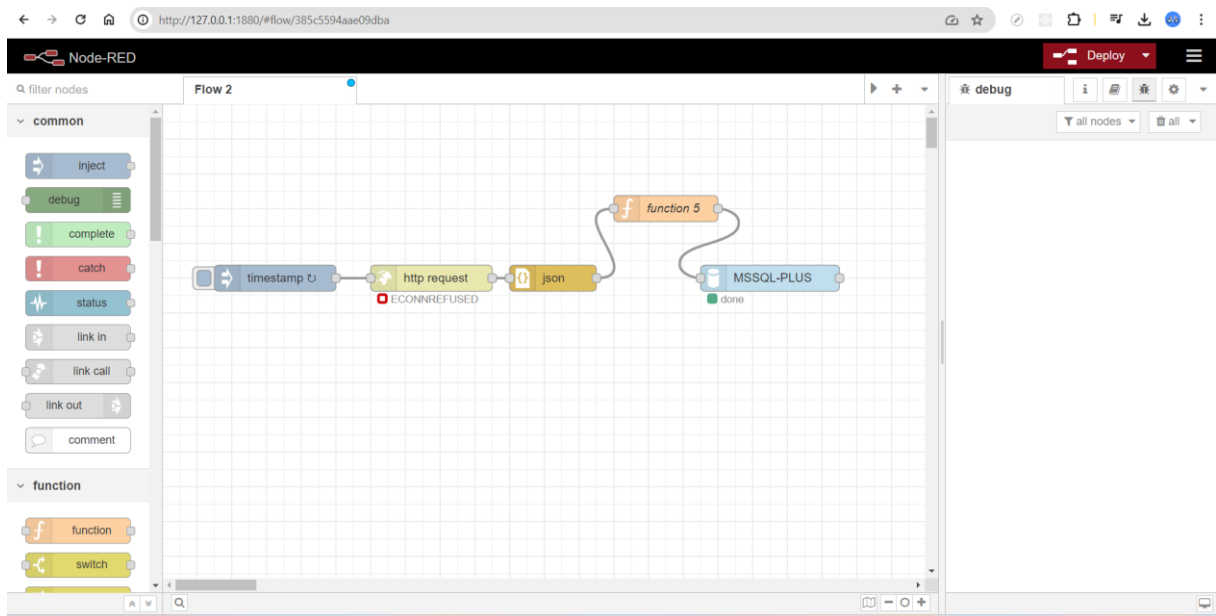 http://127.0.0.1:1880/#flow/385c5594aae09dba
Node-RED
Deploy
filter nodes
Flow 2
debug
i
all nodes
all
common
inject
debug
complete
catch
status
link in
link call
link out
comment
function
function
switch
function 5
timestamp ↻
http request
json
MSSQL-PLUS
ECONNREFUSED
done